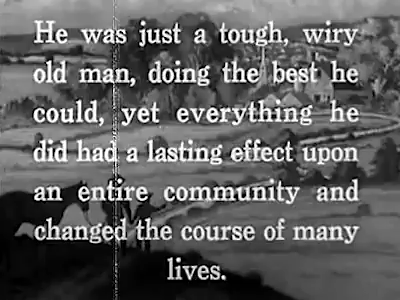 He was just a tough, wiry
old man, doing the best he
could, yet everything he
did had a lasting effect upon
an entire community and
changed the course of many
lives.